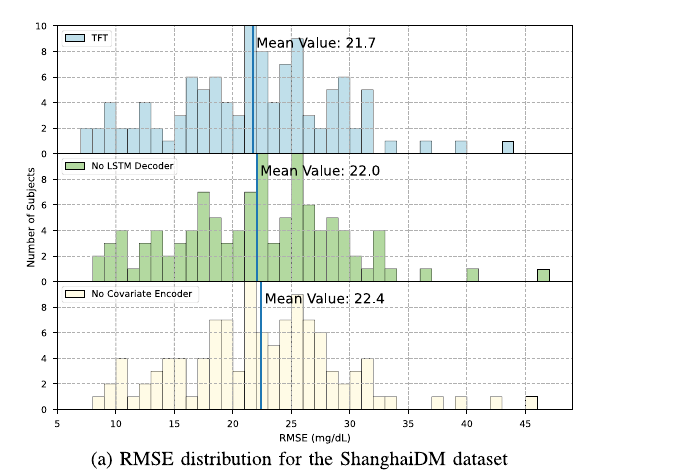 10
TFT
Mean Value: 21.7
8
6
4
2
0
No LSTM Decoder
Mean Value: 22.0
8
6
4
2
0
Number of Subjects
No Covariate Encoder
Mean Value: 22.4
8
6
4
2
0
5 10 15 20 25 30 35 40 45
RMSE (mg/dL)
(a) RMSE distribution for the ShanghaiDM dataset